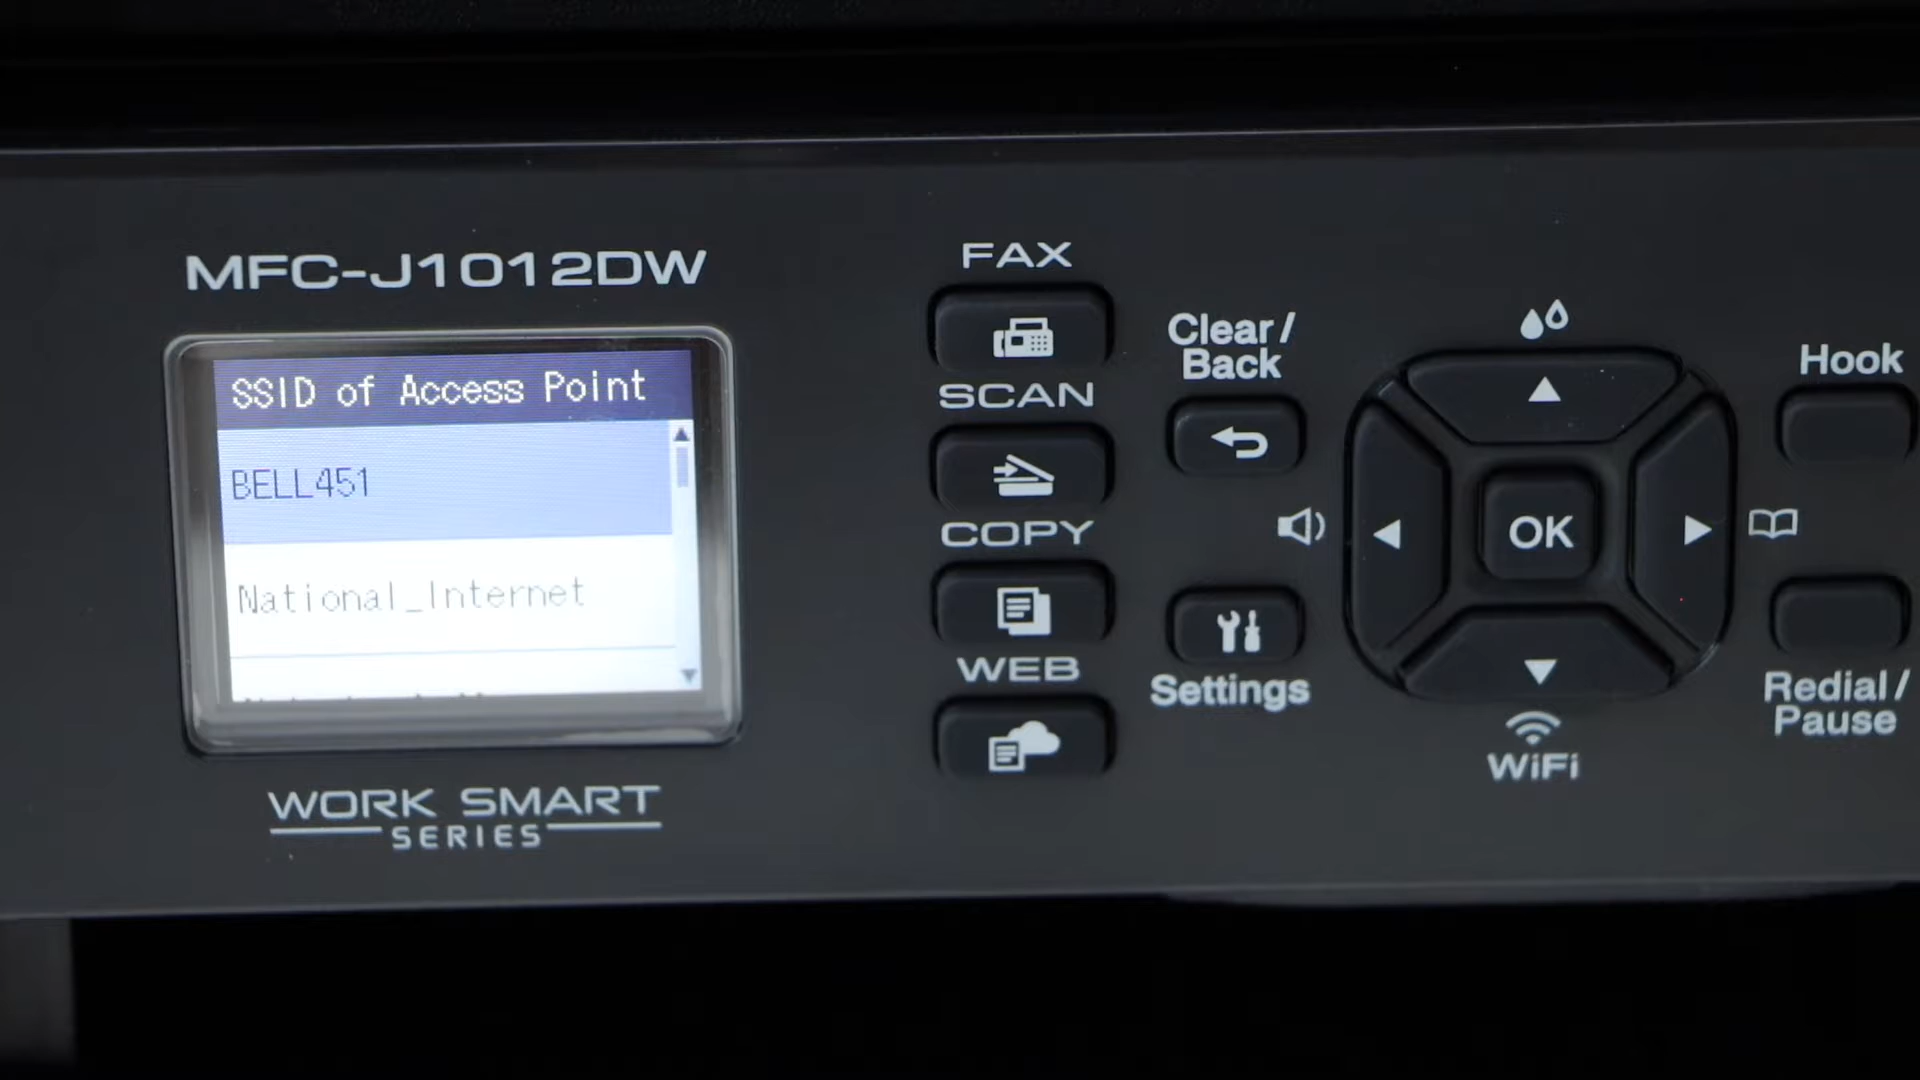 MFC-J1012DW
SSID of Access Point
BELL451
National_Internet
WORK SMART
SERIES
FAX
SCAN
COPY
WEB
Clear/
Back
Settings
OK
WiFi
Hook
Redial/
Pause